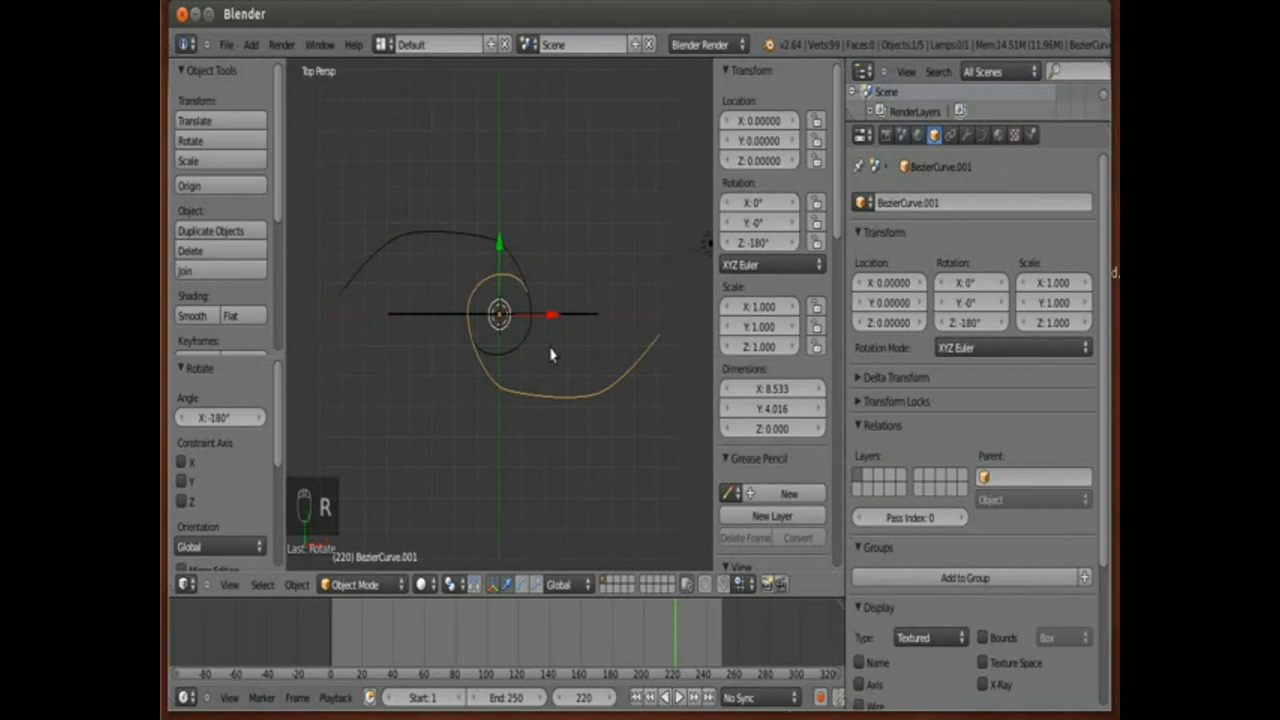 Blender
File Add Render Window Help Default Scene Blender Render v2.64 | Verts:99 | Faces:0 | Objects:1/5 | Lamps:0/1 | Mem:14.51M (11.96M) | BezierCurv
Object Tools
Transform:
Translate
Rotate
Scale
Origin
Object:
Duplicate Objects
Delete
Join
Shading:
Smooth Flat
Keyframes:
Rotate
Angle
X: -180°
Constraint Axis
X
Y
Z
Orientation
Global
Top Persp
R
Last: Rotate
(220) BezierCurve.001
Transform
Location:
X: 0.00000
Y: 0.00000
Z: 0.00000
Rotation:
X: 0°
Y: -0°
Z: -180°
XYZ Euler
Scale:
X: 1.000
Y: 1.000
Z: 1.000
Dimensions:
X: 8.533
Y: 4.016
Z: 0.000
Grease Pencil
New
New Layer
Delete Frame Convert
View
View Search All Scenes
Scene
RenderLayers
BezierCurve.001
BezierCurve.001
Transform
Location: Rotation: Scale:
X: 0.00000 X: 0° X: 1.000
Y: 0.00000 Y: -0° Y: 1.000
Z: 0.00000 Z: -180° Z: 1.000
Rotation Mode: XYZ Euler
Delta Transform
Transform Locks
Relations
Layers: Parent:
Object
Pass Index: 0
Groups
Add to Group
Display
Type: Textured Bounds Box
Name Texture Space
Axis X-Ray
d.
View Select Object Object Mode Global
-80 -60 -40 -20 0 20 40 60 80 100 120 140 160 180 200 220 240 260 280 300 320
View Marker Frame Playback Start: 1 End: 250 220 No Sync